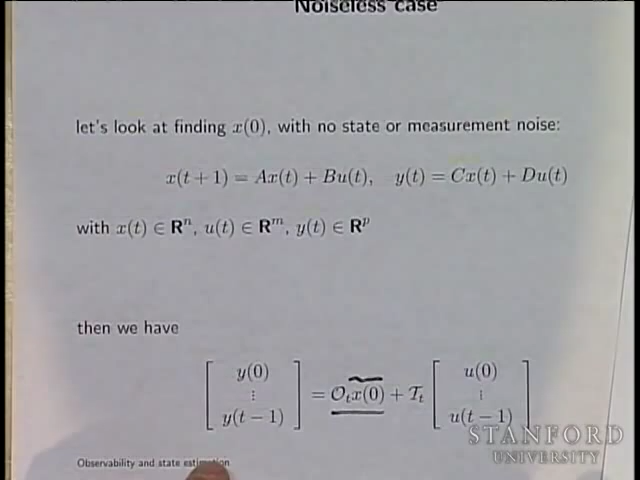 Noiseless case
let's look at finding x(0), with no state or measurement noise:
x(t + 1) = Ax(t) + Bu(t), y(t) = Cx(t) + Du(t)
with x(t) ∈ R^n, u(t) ∈ R^m, y(t) ∈ R^p
then we have
[ y(0) ⋮ y(t − 1) ] = O_t x(0) + T_t [ u(0) ⋮ u(t − 1) ]
STANFORD
UNIVERSITY
Observability and state estimation